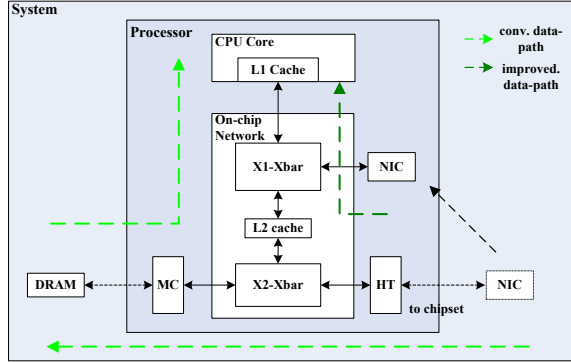 System
Processor
CPU Core
L1 Cache
conv. data-
path
improved.
data-path
On-chip
Network
X1-Xbar
NIC
L2 cache
DRAM
MC
X2-Xbar
HT
NIC
to chipset